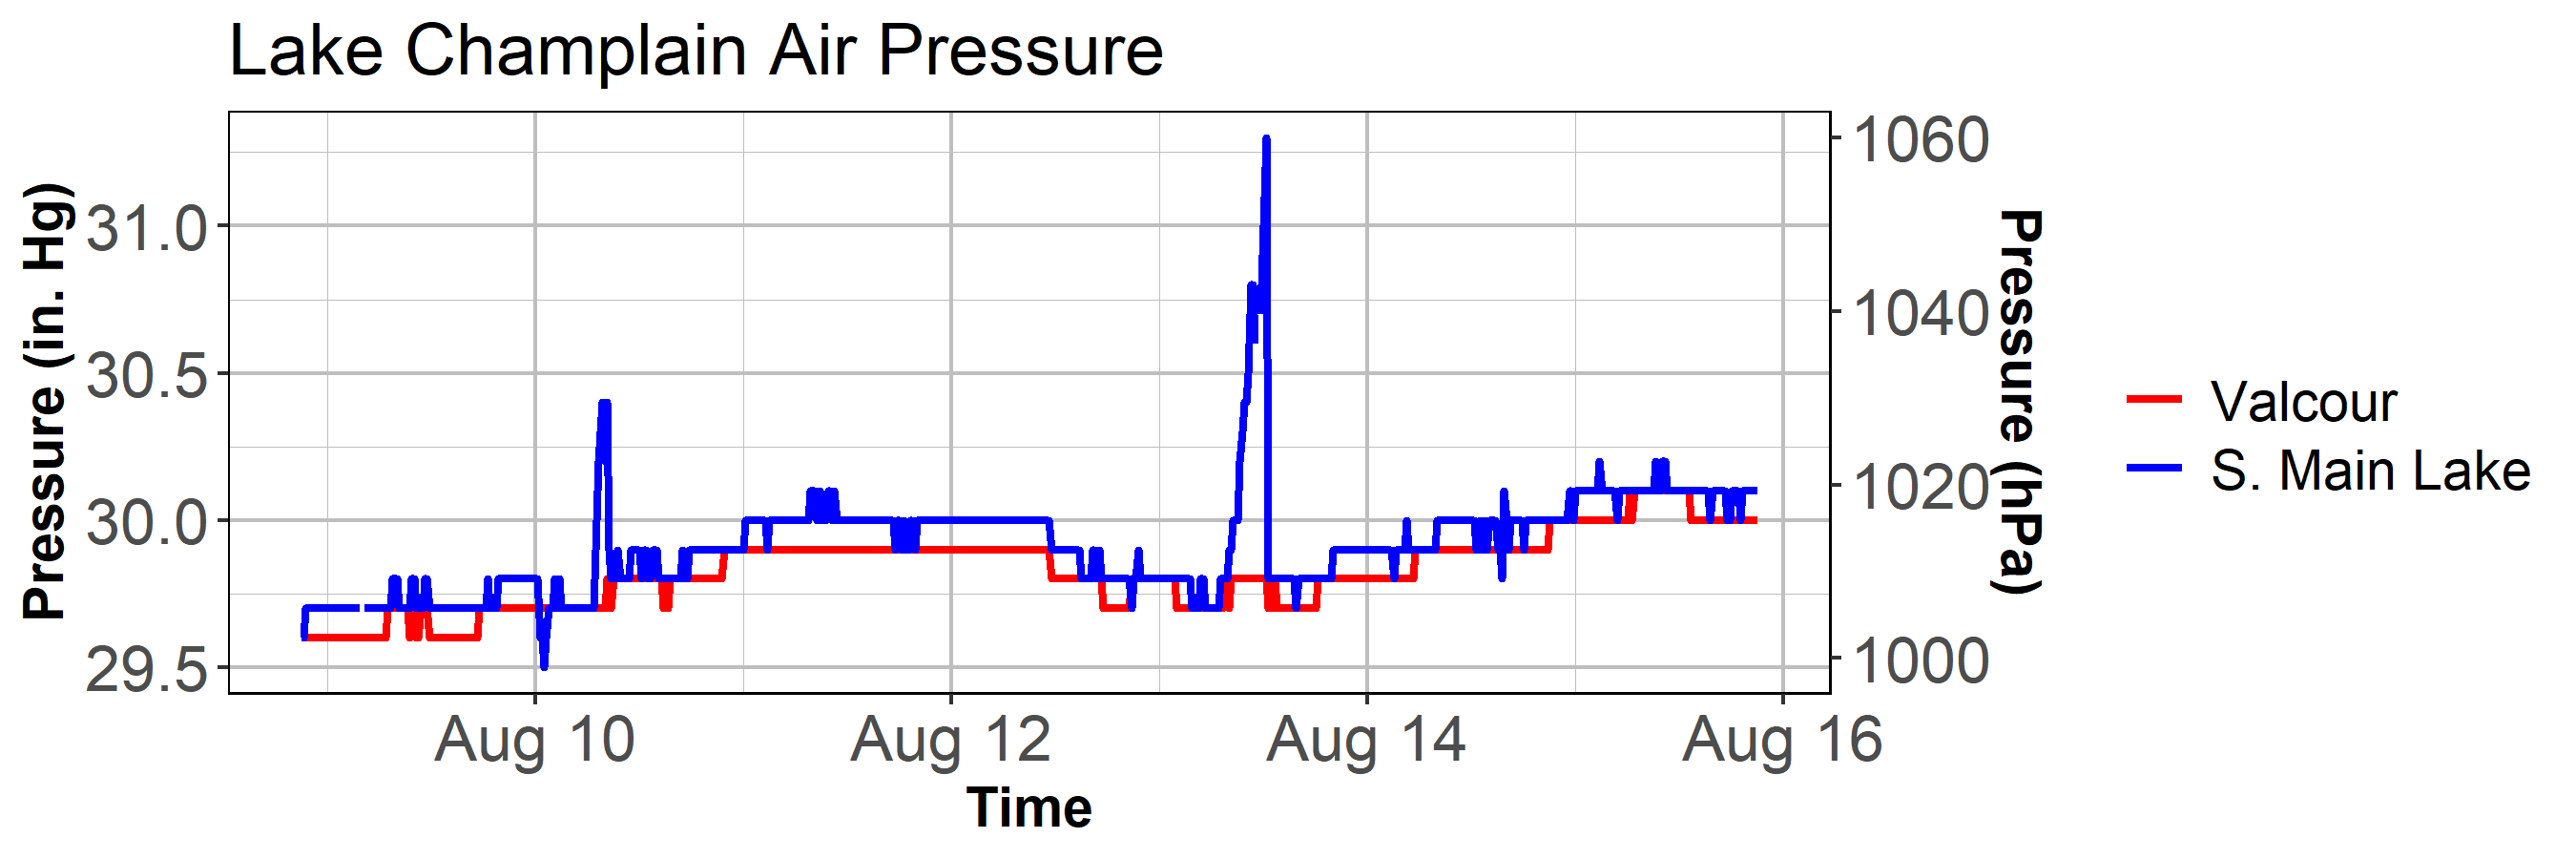 Lake Champlain Air Pressure
Pressure (in. Hg)
31.0
30.5
30.0
29.5
1060
1040
1020
1000
Pressure (hPa)
Aug 10
Aug 12
Aug 14
Aug 16
Time
Valcour
S. Main Lake